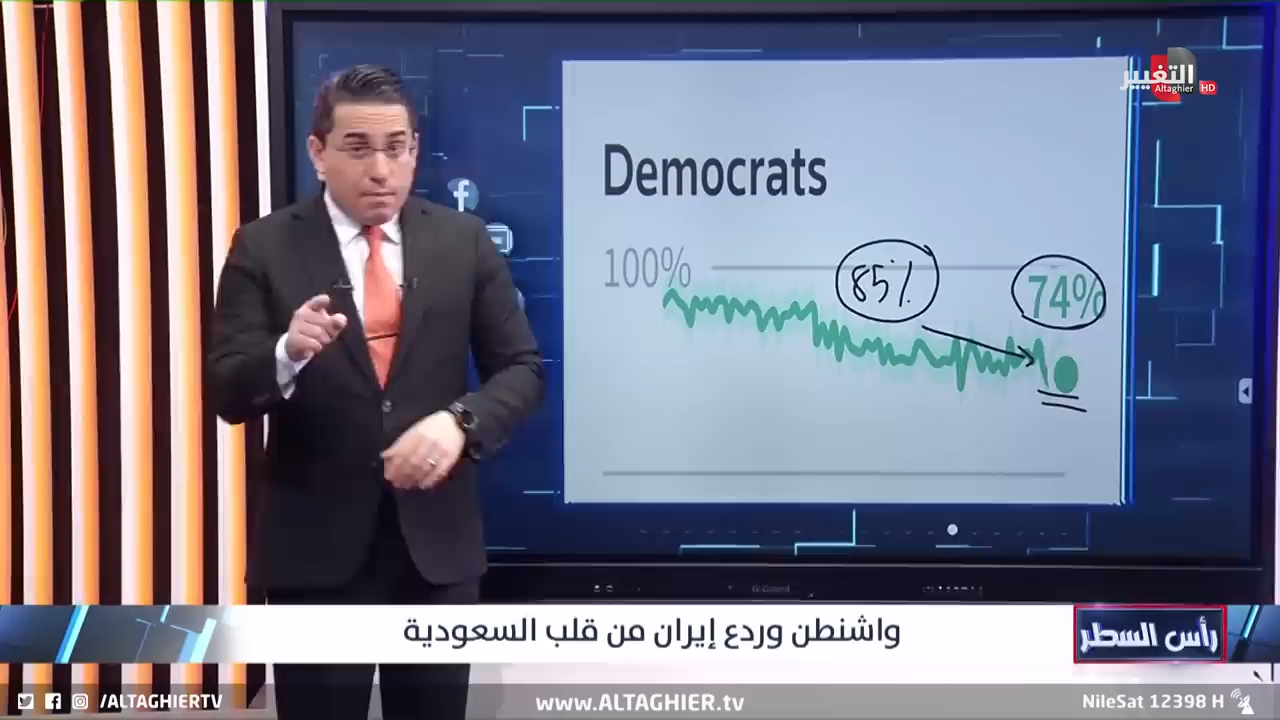 التغيير
Altaghier HD
Democrats
100%
85%
74%
واشنطن وردع إيران من قلب السعودية
رأس السطر
/ALTAGHIERTV
www.ALTAGHIER.tv
NileSat 12398 H